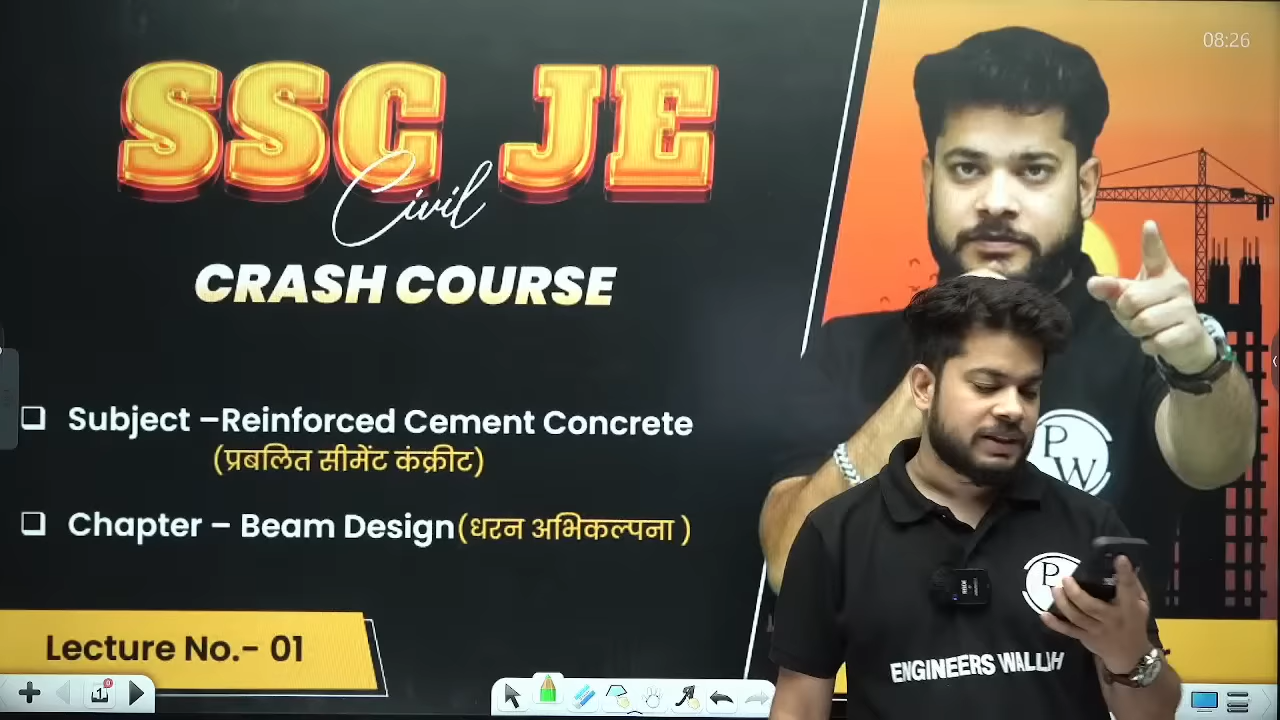 08:26
SSC JE
Civil
CRASH COURSE
Subject –Reinforced Cement Concrete
(प्रबलित सीमेंट कंक्रीट)
Chapter – Beam Design(धरन अभिकल्पना )
PW
PW
ENGINEERS WALLAH
Lecture No.- 01